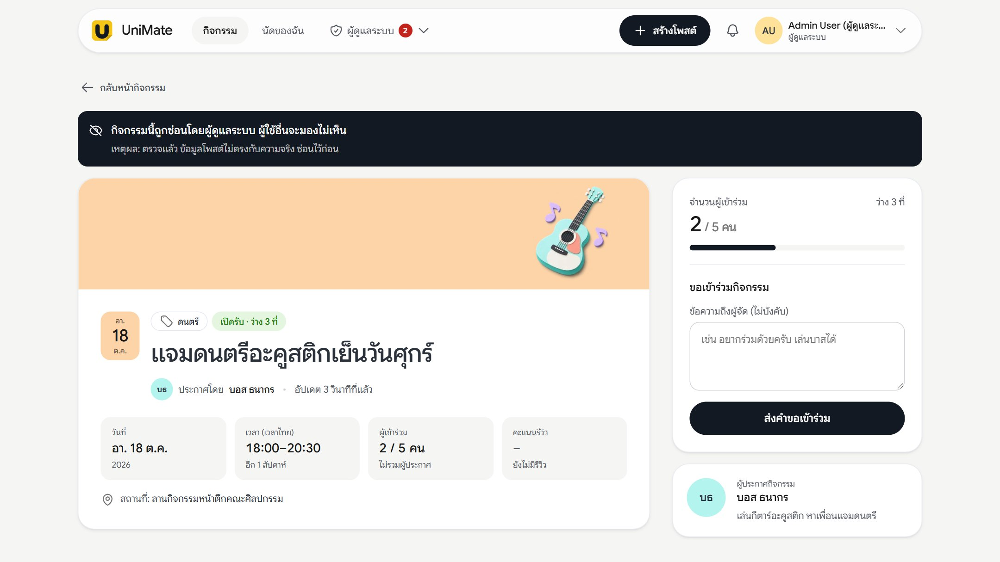 UniMate
กิจกรรม
นัดของฉัน
ผู้ดูแลระบบ 2
สร้างโพสต์
AU
Admin User (ผู้ดูแลระ...
ผู้ดูแลระบบ
กลับหน้ากิจกรรม
กิจกรรมนี้ถูกซ่อนโดยผู้ดูแลระบบ ผู้ใช้อื่นจะมองไม่เห็น
เหตุผล: ตรวจแล้ว ข้อมูลโพสต์ไม่ตรงกับความจริง ซ่อนไว้ก่อน
อา.
18
ต.ค.
ดนตรี
เปิดรับ · ว่าง 3 ที่
แจมดนตรีอะคูสติกเย็นวันศุกร์
บธ
ประกาศโดย บอส ธนากร • อัปเดต 3 วินาทีที่แล้ว
วันที่
อา. 18 ต.ค.
2026
เวลา (เวลาไทย)
18:00–20:30
อีก 1 สัปดาห์
ผู้เข้าร่วม
2 / 5 คน
ไม่รวมผู้ประกาศ
คะแนนรีวิว
–
ยังไม่มีรีวิว
สถานที่: ลานกิจกรรมหน้าตึกคณะศิลปกรรม
จำนวนผู้เข้าร่วม
ว่าง 3 ที่
2 / 5 คน
ขอเข้าร่วมกิจกรรม
ข้อความถึงผู้จัด (ไม่บังคับ)
เช่น อยากร่วมด้วยครับ เล่นบาสได้
ส่งคำขอเข้าร่วม
บธ
ผู้ประกาศกิจกรรม
บอส ธนากร
เล่นกีตาร์อะคูสติก หาเพื่อนแจมดนตรี